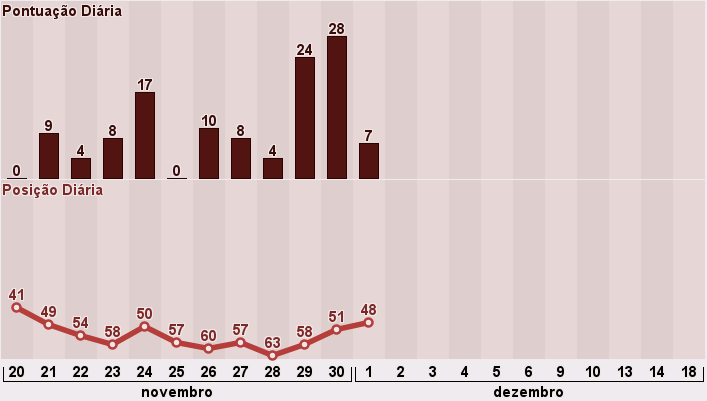 Pontuação Diária
0 9 4 8 17 0 10 8 4 24 28 7
Posição Diária
41 49 54 58 50 57 60 57 63 58 51 48
20 21 22 23 24 25 26 27 28 29 30 1 2 3 4 5 6 9 10 13 14 18
novembro dezembro